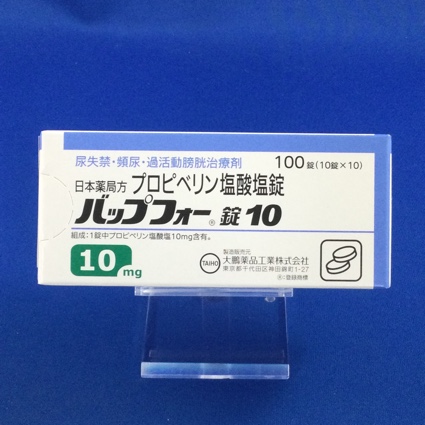 尿失禁・頻尿・過活動膀胱治療剤
100錠(10錠×10)
日本薬局方 プロピベリン塩酸塩錠
バップフォー® 錠10
組成:1錠中プロピベリン塩酸塩10mg含有。
10mg
TAIHO
製造販売元
大鵬薬品工業株式会社
東京都千代田区神田錦町1-27
®登録商標